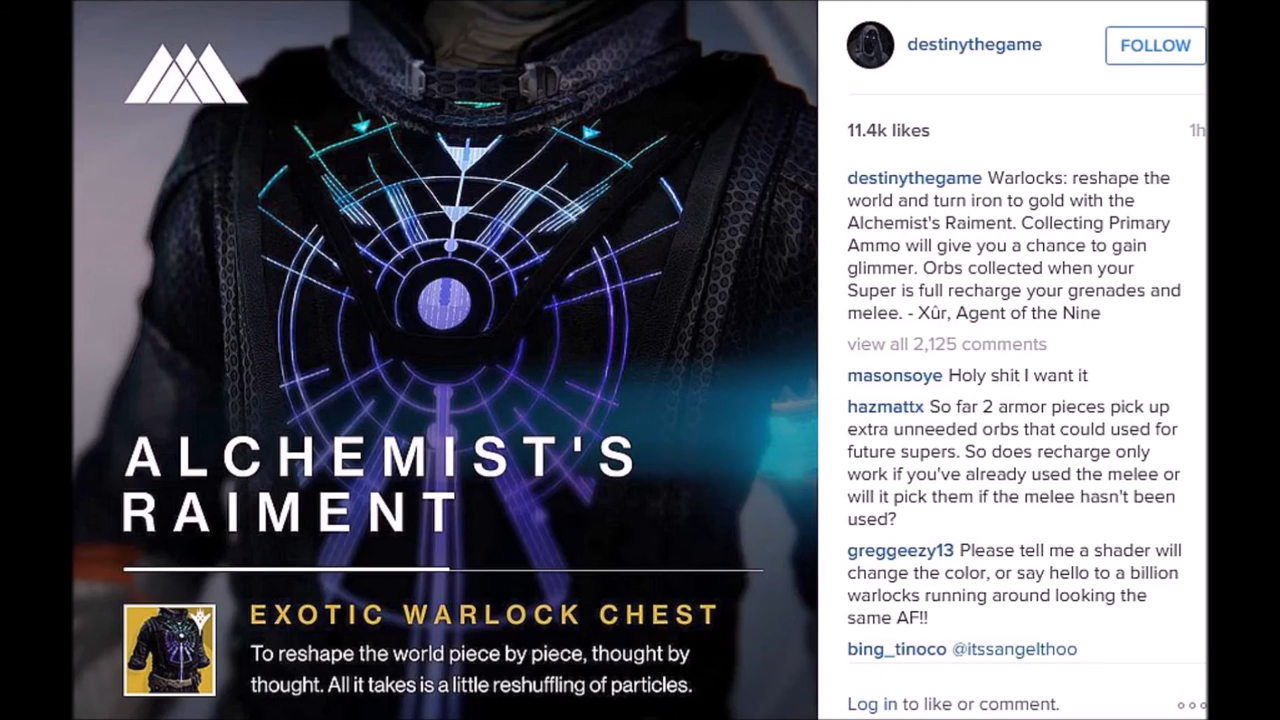 ALCHEMIST'S
RAIMENT
EXOTIC WARLOCK CHEST
To reshape the world piece by piece, thought by
thought. All it takes is a little reshuffling of particles.
destinythegame
FOLLOW
11.4k likes
1h
destinythegame Warlocks: reshape the
world and turn iron to gold with the
Alchemist's Raiment. Collecting Primary
Ammo will give you a chance to gain
glimmer. Orbs collected when your
Super is full recharge your grenades and
melee. - Xûr, Agent of the Nine
view all 2,125 comments
masonsoye Holy shit I want it
hazmattx So far 2 armor pieces pick up
extra unneeded orbs that could used for
future supers. So does recharge only
work if you've already used the melee or
will it pick them if the melee hasn't been
used?
greggeezy13 Please tell me a shader will
change the color, or say hello to a billion
warlocks running around looking the
same AF!!
bing_tinoco @itssangelthoo
Log in to like or comment.